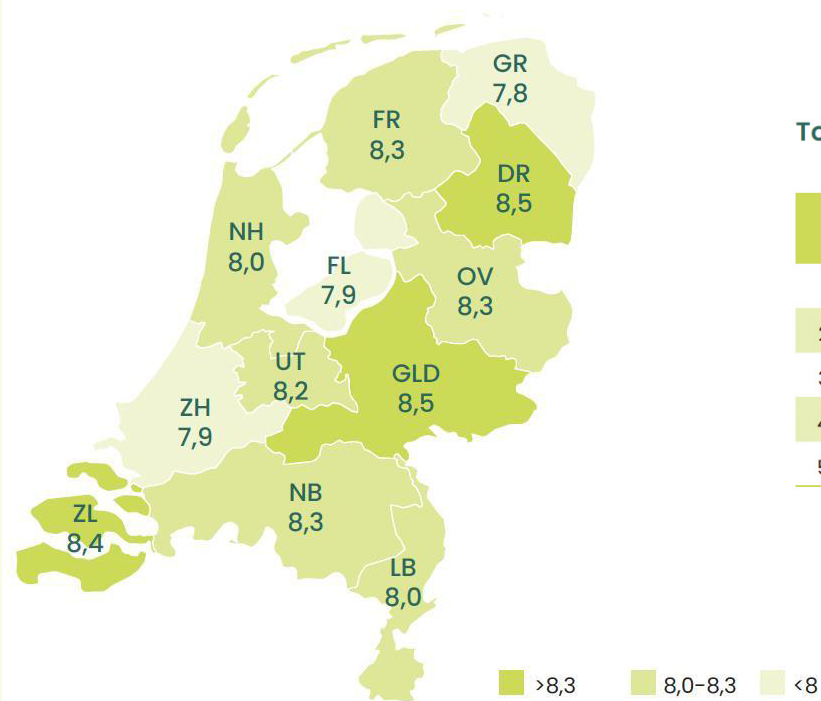 GR
7,8
FR
8,3
DR
8,5
NH
8,0
FL
7,9
OV
8,3
UT
8,2
GLD
8,5
ZH
7,9
NB
8,3
ZL
8,4
LB
8,0
>8,3
8,0-8,3
<8